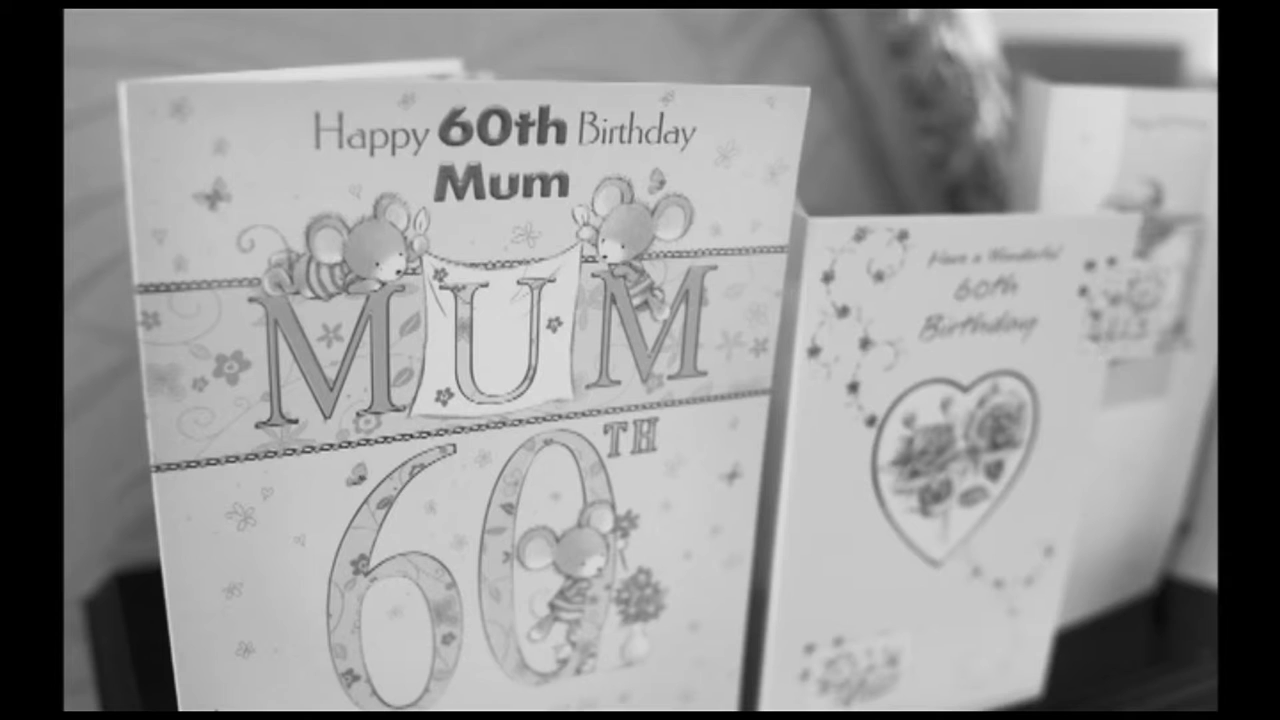 Happy 60th Birthday
Mum
MUM
60TH
Have a Wonderful
60th
Birthday